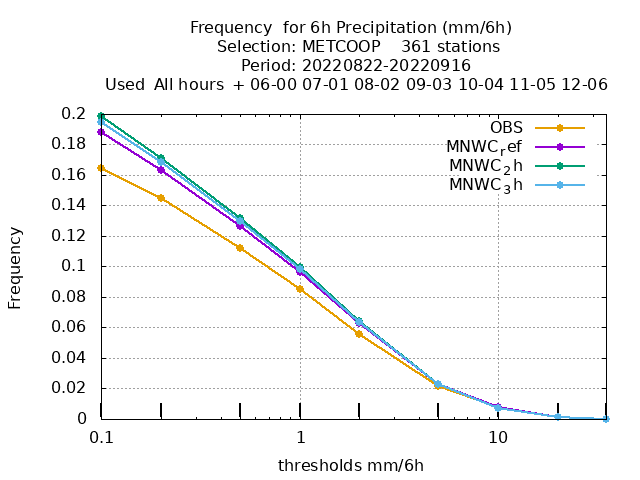 Frequency  for 6h Precipitation (mm/6h)
Selection: METCOOP    361 stations
Period: 20220822-20220916
Used  All hours  + 06-00 07-01 08-02 09-03 10-04 11-05 12-06
0.2
0.18
0.16
0.14
0.12
0.1
0.08
0.06
0.04
0.02
0
Frequency
OBS
MNWCref
MNWC2h
MNWC3h
0.1
1
10
thresholds mm/6h